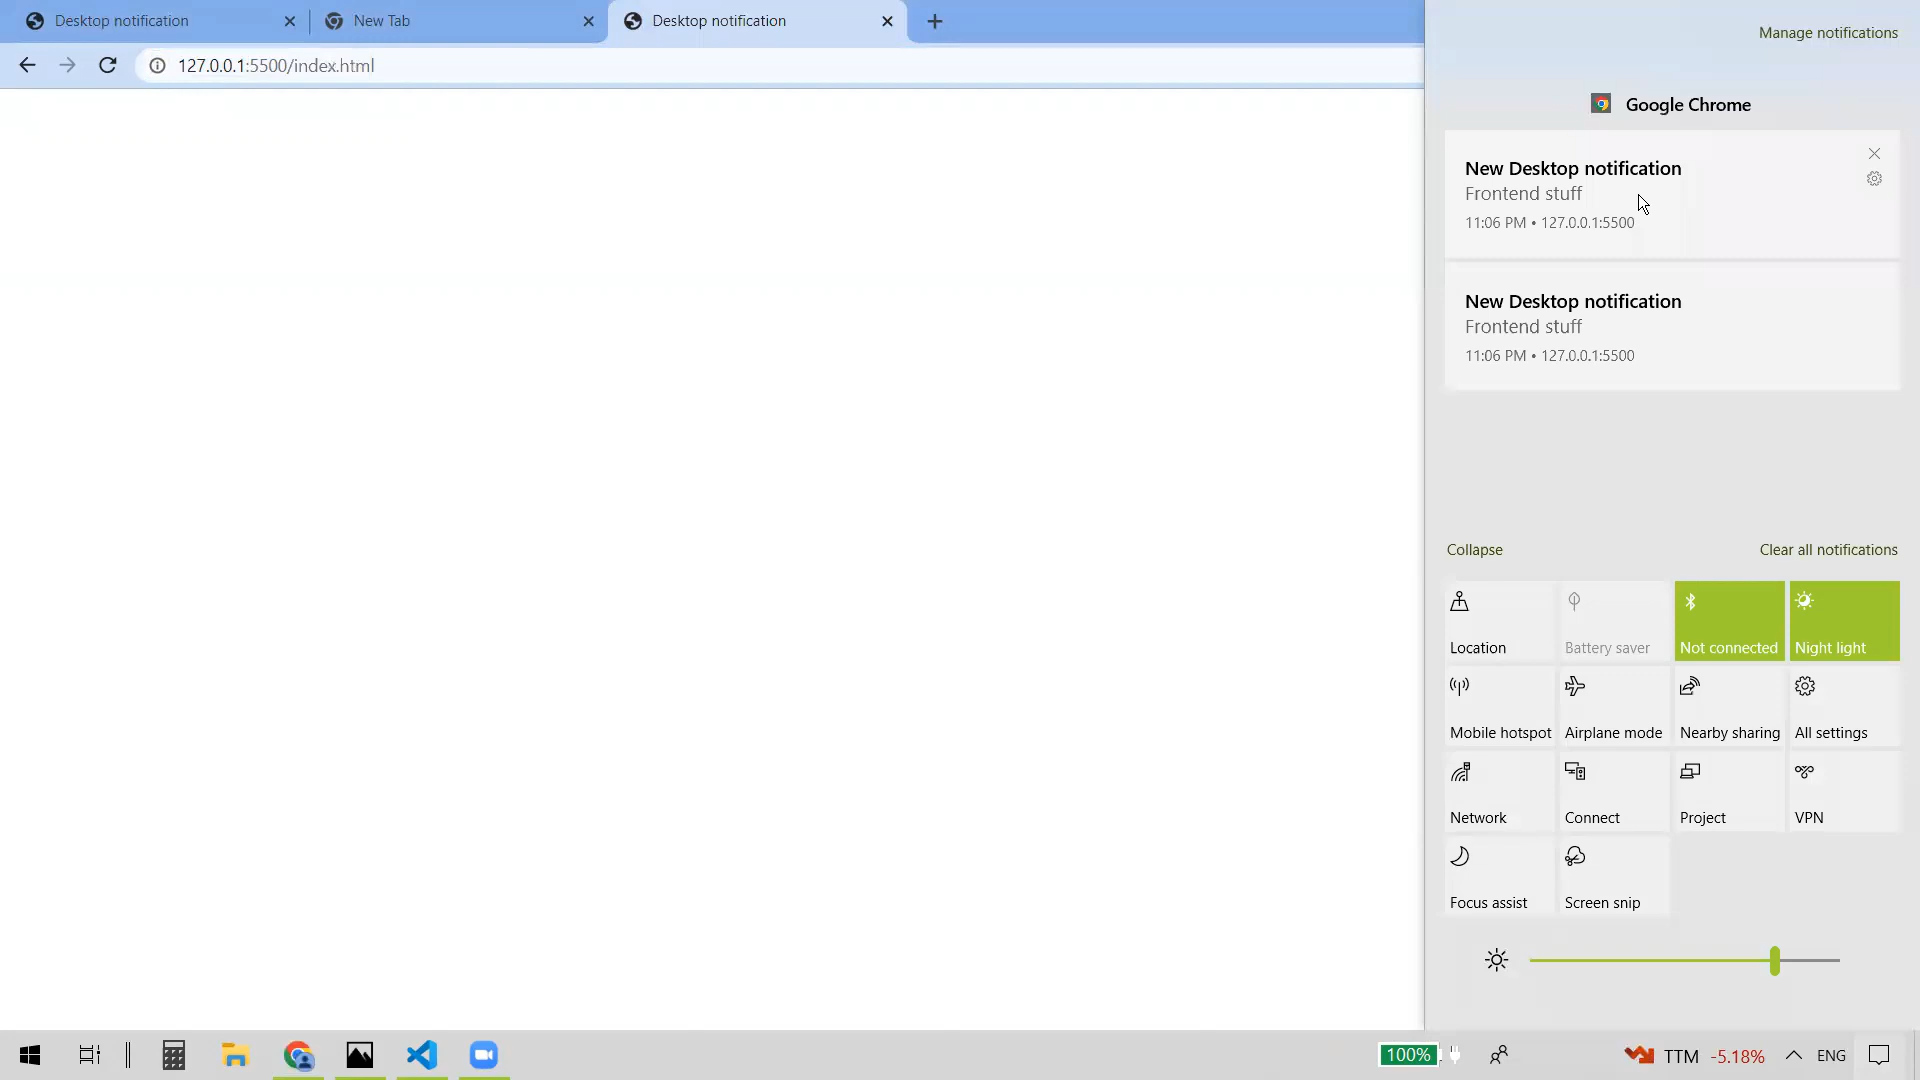 Desktop notification
New Tab
Desktop notification
127.0.0.1:5500/index.html
Manage notifications
Google Chrome
New Desktop notification
Frontend stuff
11:06 PM • 127.0.0.1:5500
New Desktop notification
Frontend stuff
11:06 PM • 127.0.0.1:5500
Collapse
Clear all notifications
Location
Battery saver
Not connected
Night light
Mobile hotspot
Airplane mode
Nearby sharing
All settings
Network
Connect
Project
VPN
Focus assist
Screen snip
100%
TTM -5.18%
ENG